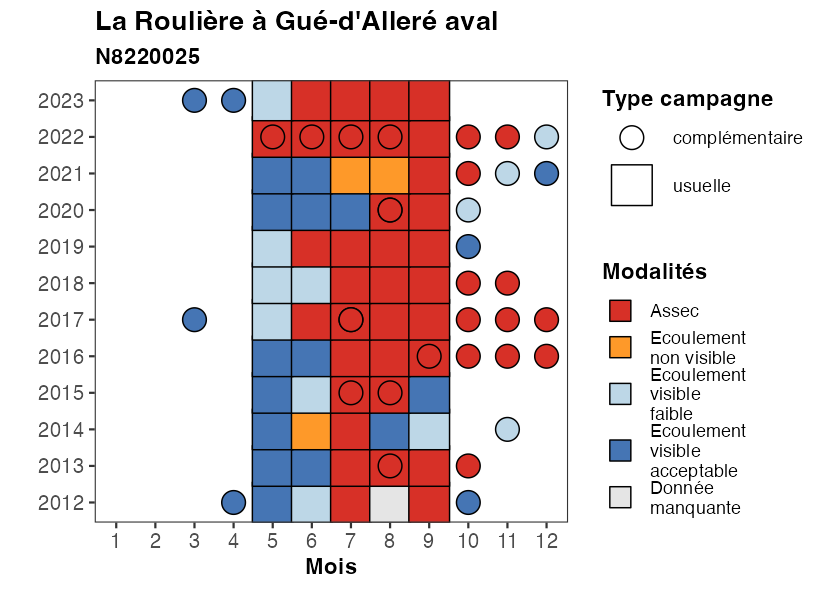 La Roulière à Gué-d'Alleré aval
N8220025
2023
2022
2021
2020
2019
2018
2017
2016
2015
2014
2013
2012
1 2 3 4 5 6 7 8 9 10 11 12
Mois
Type campagne
complémentaire
usuelle
Modalités
Assec
Ecoulement
non visible
Ecoulement
visible
faible
Ecoulement
visible
acceptable
Donnée
manquante